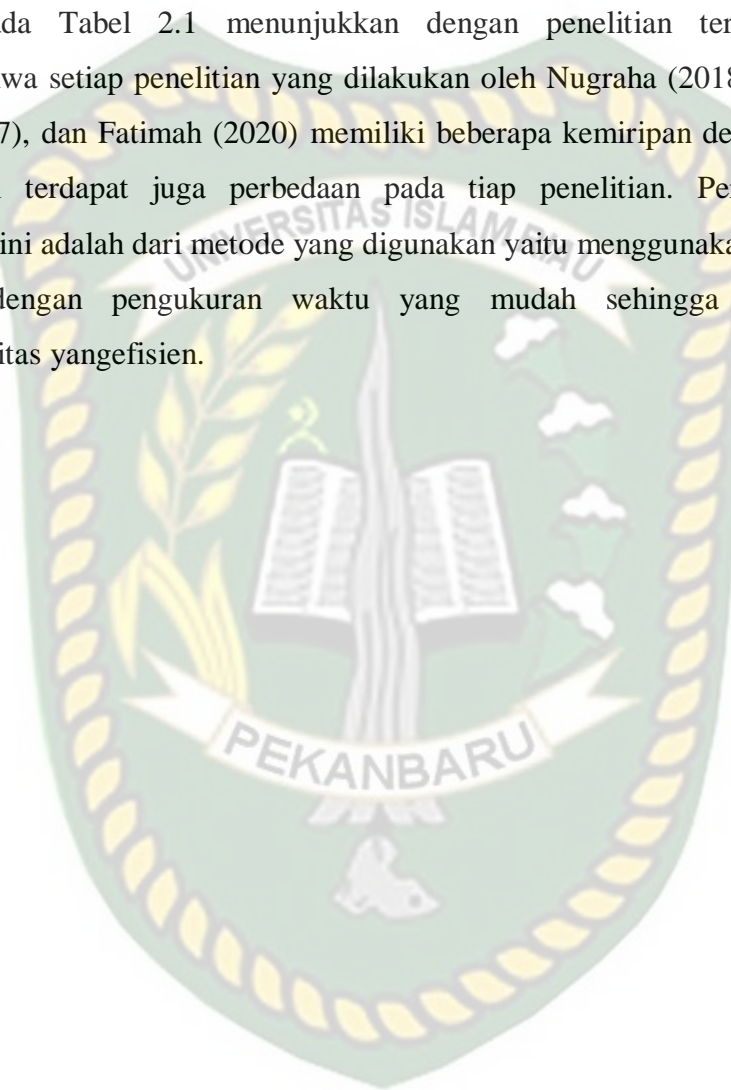 da Tabel 2.1 menunjukkan dengan penelitian ter
wa setiap penelitian yang dilakukan oleh Nugraha (2018
7), dan Fatimah (2020) memiliki beberapa kemiripan de
terdapat juga perbedaan pada tiap penelitian. Pe
ini adalah dari metode yang digunakan yaitu menggunaka
dengan pengukuran waktu yang mudah sehingga
itas yangefisien.
UNIVERSITAS ISLAM RIAU
PEKANBARU